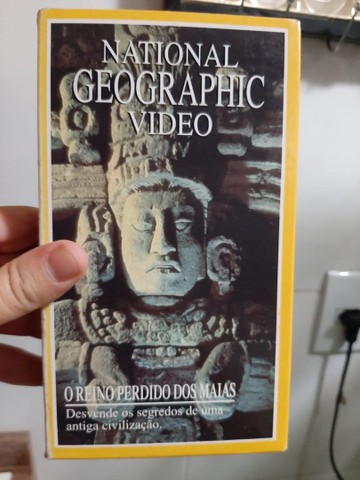 NATIONAL
GEOGRAPHIC
VIDEO
O REINO PERDIDO DOS MAIAS
Desvende os segredos de uma
antiga civilização.